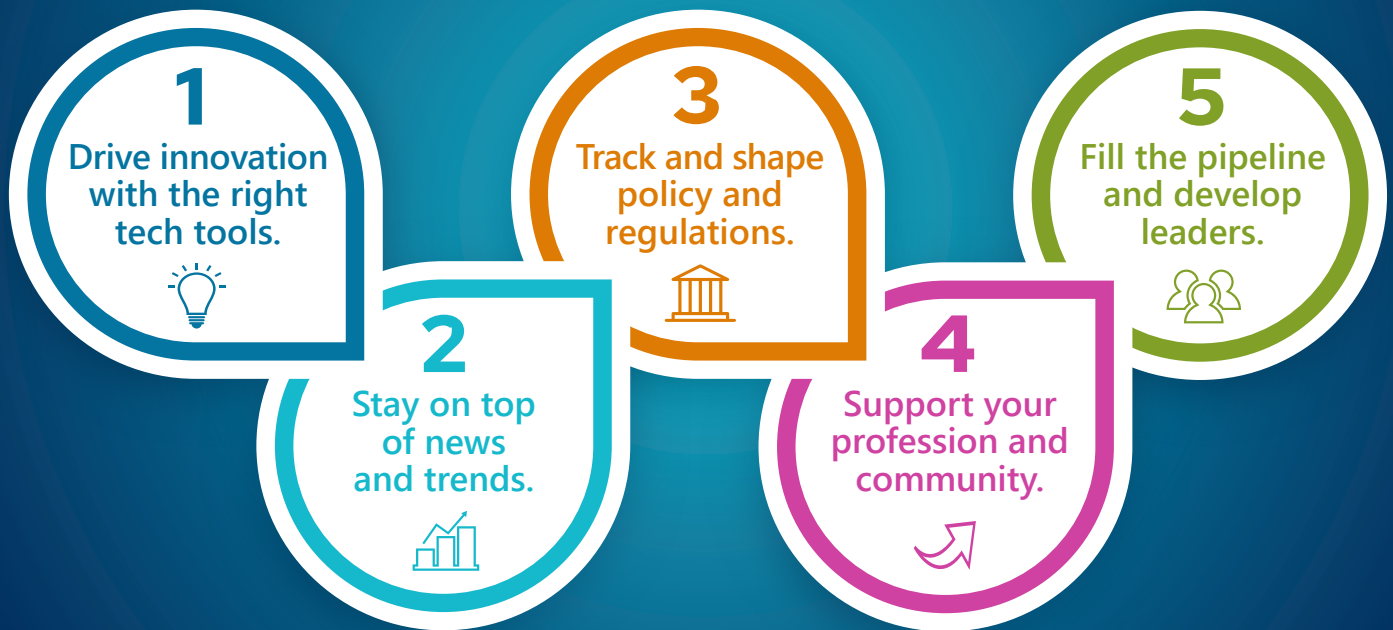 1
Drive innovation
with the right
tech tools.
2
Stay on top
of news
and trends.
3
Track and shape
policy and
regulations.
4
Support your
profession and
community.
5
Fill the pipeline
and develop
leaders.